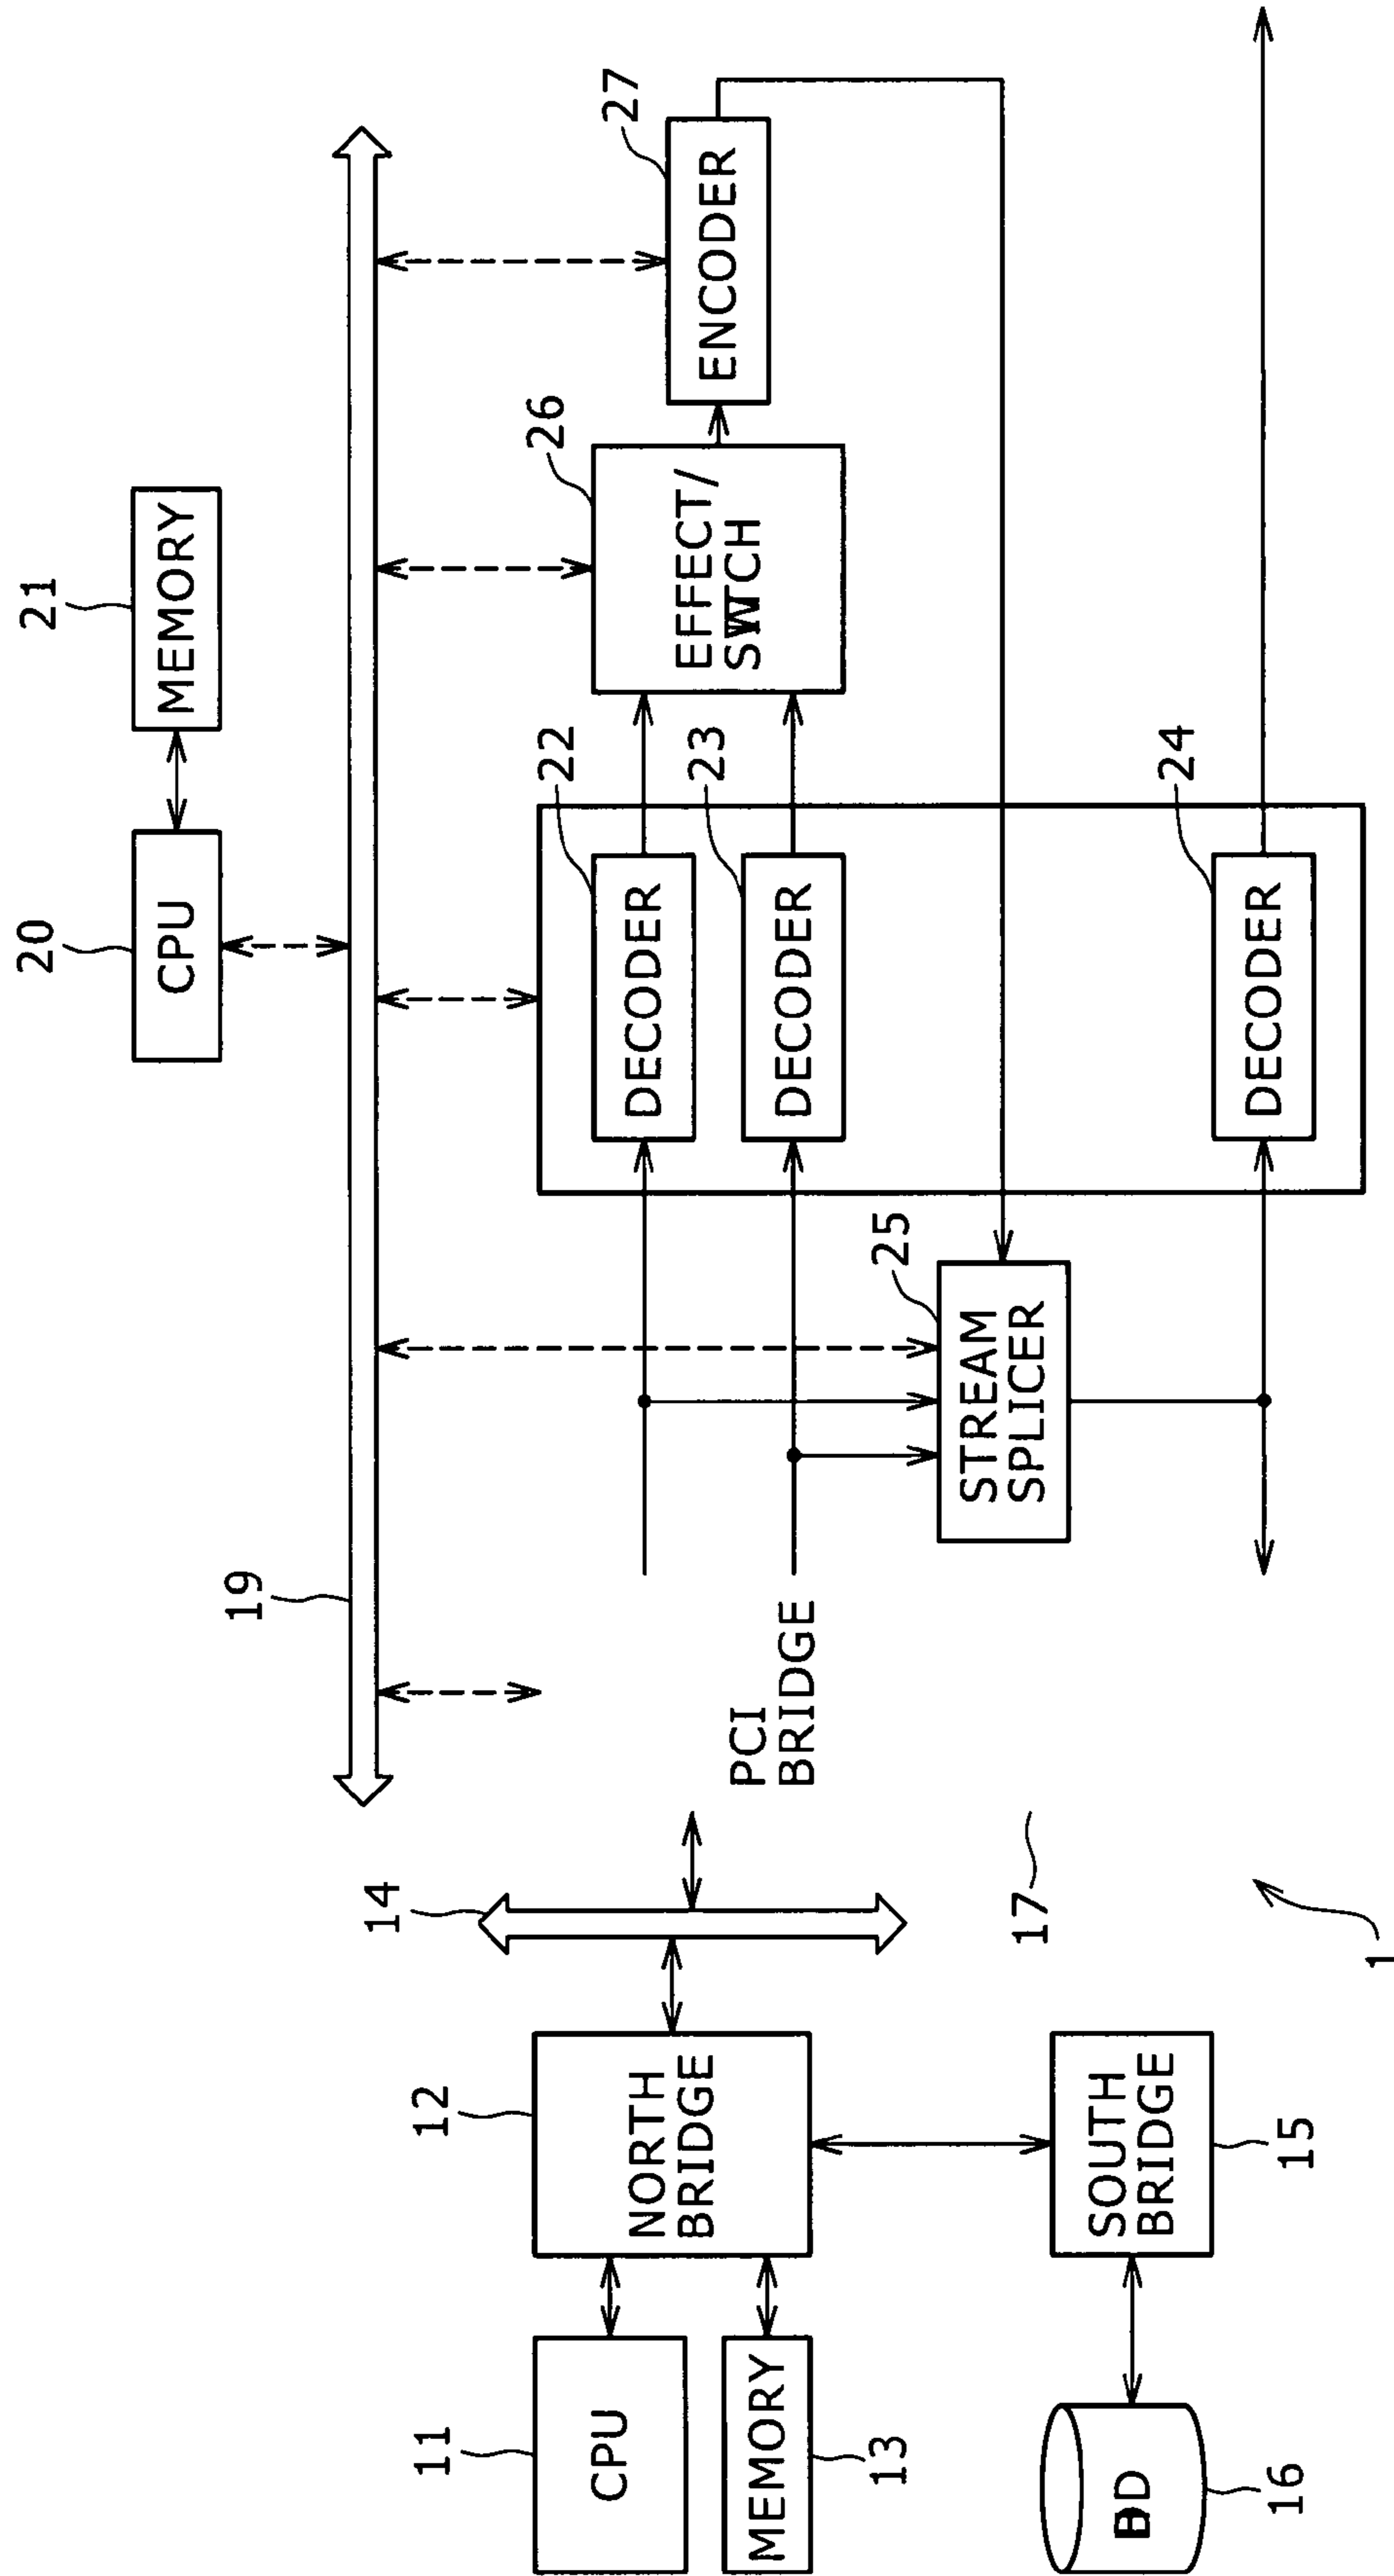 20
21
CPU
MEMORY
19
14
11
12
22
26
27
CPU
NORTH
BRIDGE
MEMORY
13
PCI
BRIDGE
DECODER
23
DECODER
EFFECT/
SWITCH
ENCODER
25
STREAM
SPLICER
17
SOUTH
BRIDGE
15
16
24
DECODER
1